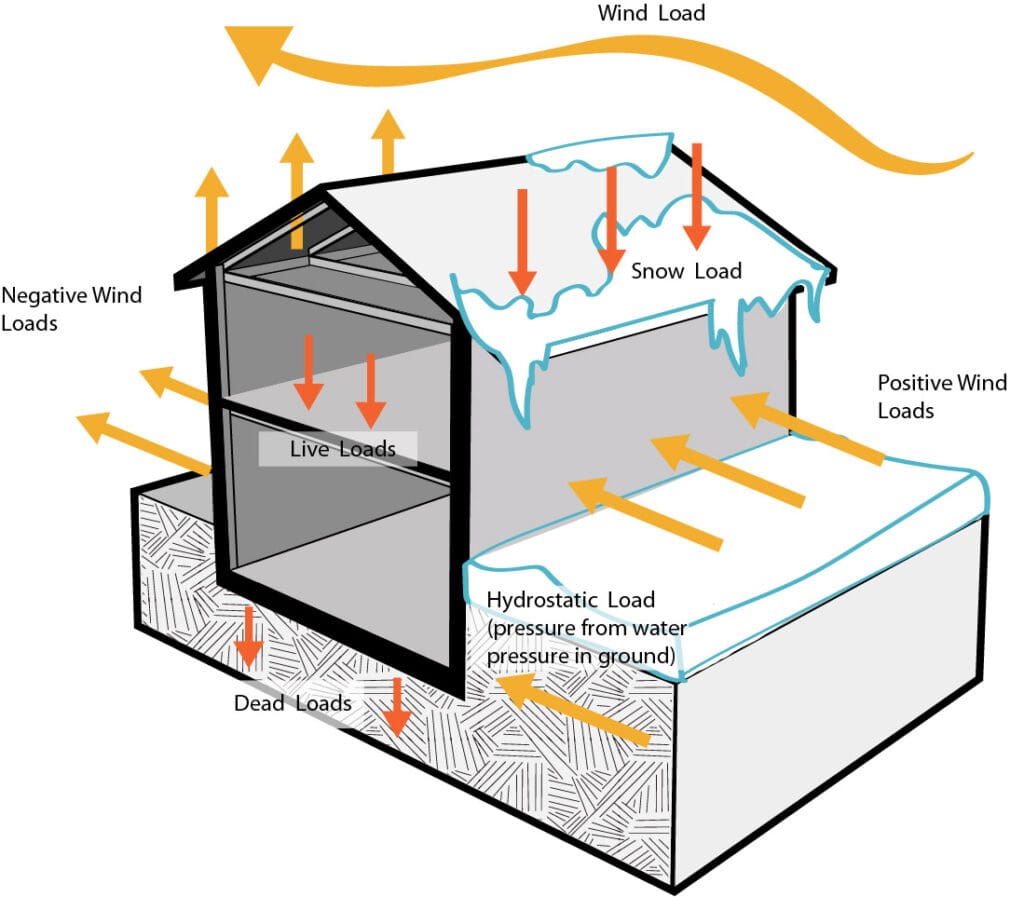 Wind Load
Snow Load
Negative Wind
Loads
Positive Wind
Loads
Live Loads
Hydrostatic Load
(pressure from water
pressure in ground)
Dead Loads